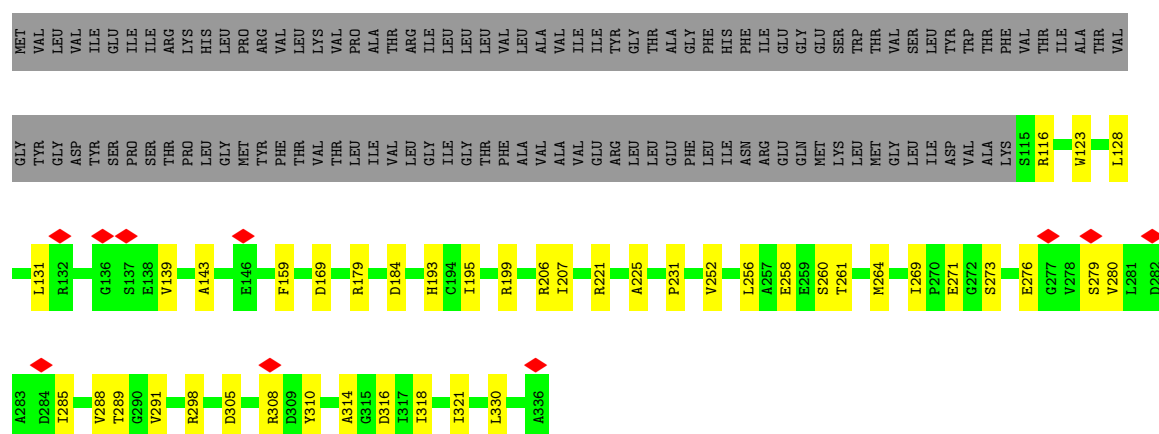 MET VAL LEU VAL ILE GLU ILE ILE ARG LYS HIS LEU PRO ARG VAL LEU LYS VAL PRO ALA THR ARG ILE LEU LEU LEU VAL LEU ALA VAL ILE ILE TYR GLY THR ALA GLY PHE HIS PHE ILE GLU GLY GLU SER TRP THR VAL SER LEU TYR TRP THR PHE VAL THR ILE ALA THR VAL
GLY TYR GLY ASP TYR SER PRO SER THR PRO LEU GLY MET TYR PHE THR VAL THR LEU ILE VAL LEU GLY ILE GLY THR PHE ALA VAL ALA VAL GLU ARG LEU LEU GLU PHE LEU ILE ASN ARG GLU GLN MET LYS LEU MET GLY LEU ILE ASP VAL ALA LYS S115 R116 W123 L128
L131 R132 G136 S137 E138 V139 A143 E146 F159 D169 R179 D184 H193 C194 I195 R199 R206 I207 R221 A225 P231 V252 L256 A257 E258 E259 S260 T261 M264 I269 P270 E271 G272 S273 E276 G277 V278 S279 V280 L281 D282
A283 D284 I285 V288 T289 G290 V291 R298 D305 R308 D309 Y310 A314 G315 D316 I317 I318 I321 L330 A336